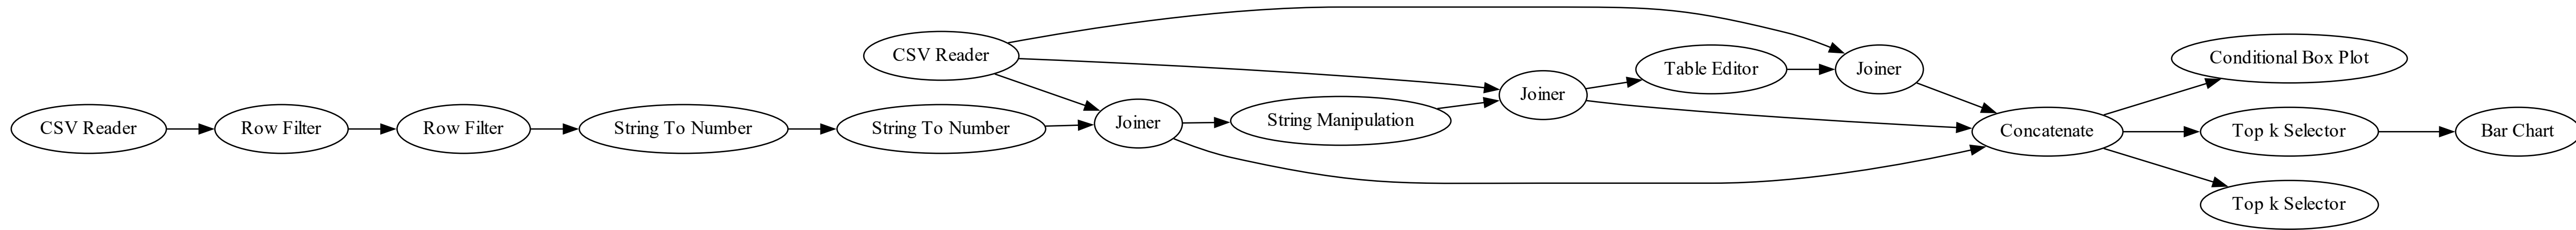 CSV Reader
Row Filter
Row Filter
String To Number
String To Number
CSV Reader
Joiner
String Manipulation
Joiner
Table Editor
Joiner
Concatenate
Conditional Box Plot
Top k Selector
Bar Chart
Top k Selector